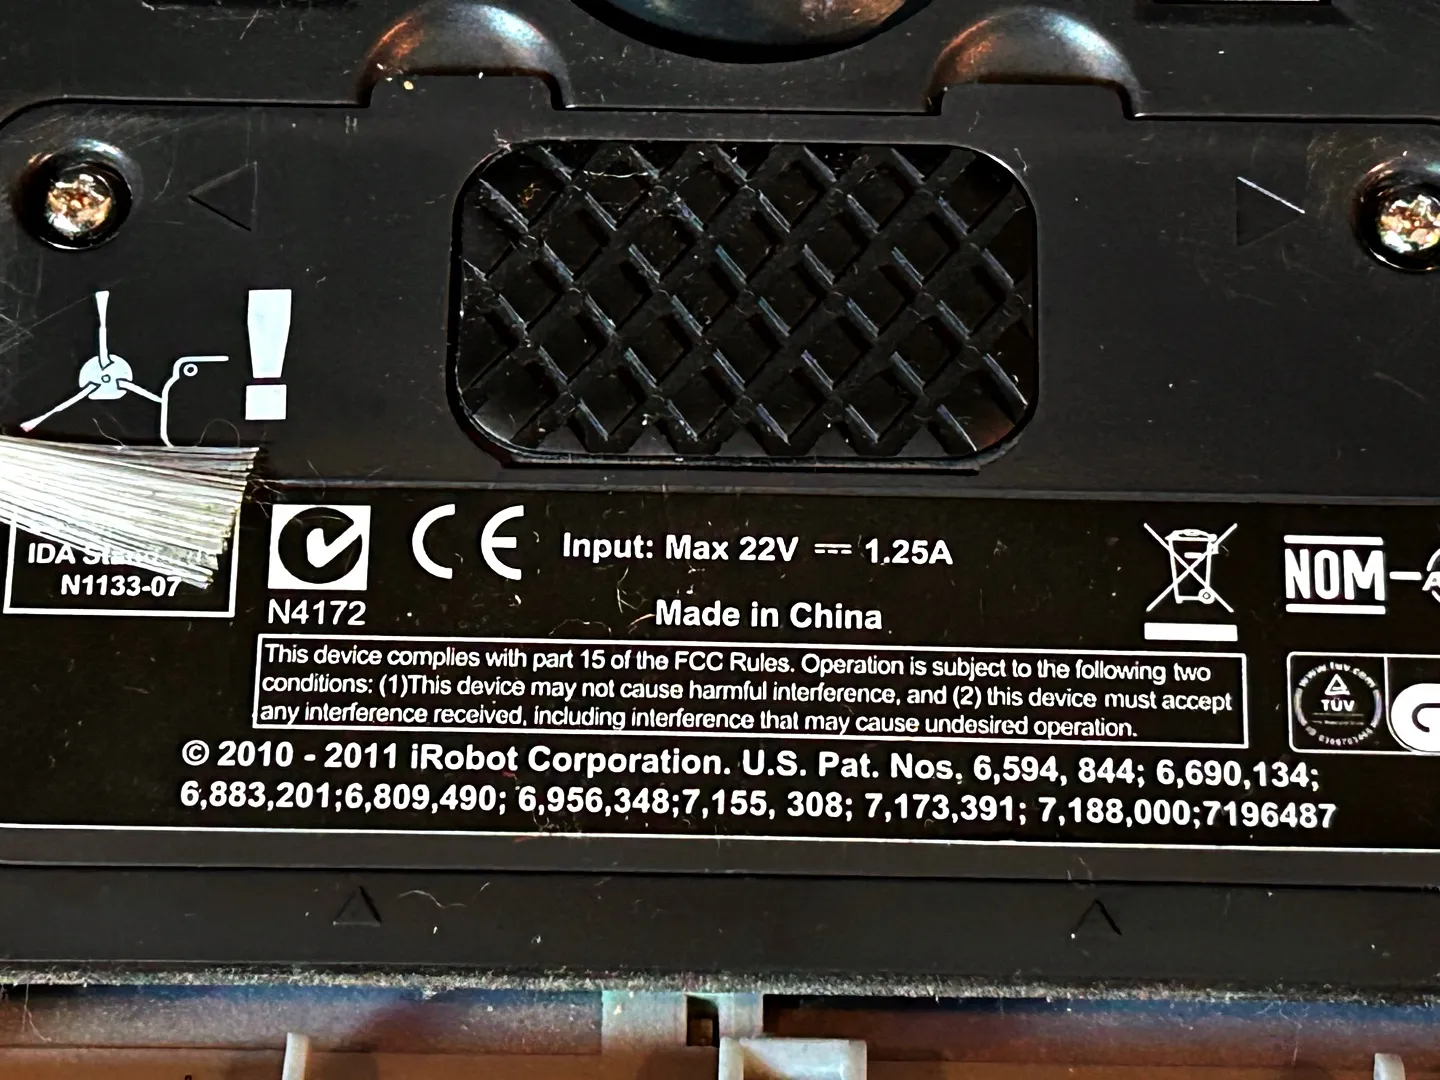 IDA
N1133-07
N4172
CE
Input: Max 22V ⎓ 1.25A
Made in China
NOM-
This device complies with part 15 of the FCC Rules. Operation is subject to the following two
conditions: (1)This device may not cause harmful interference, and (2) this device must accept
any interference received, including interference that may cause undesired operation.
www.tuv.com
TÜV
© 2010 - 2011 iRobot Corporation. U.S. Pat. Nos. 6,594, 844; 6,690,134;
6,883,201;6,809,490; 6,956,348;7,155, 308; 7,173,391; 7,188,000;7196487